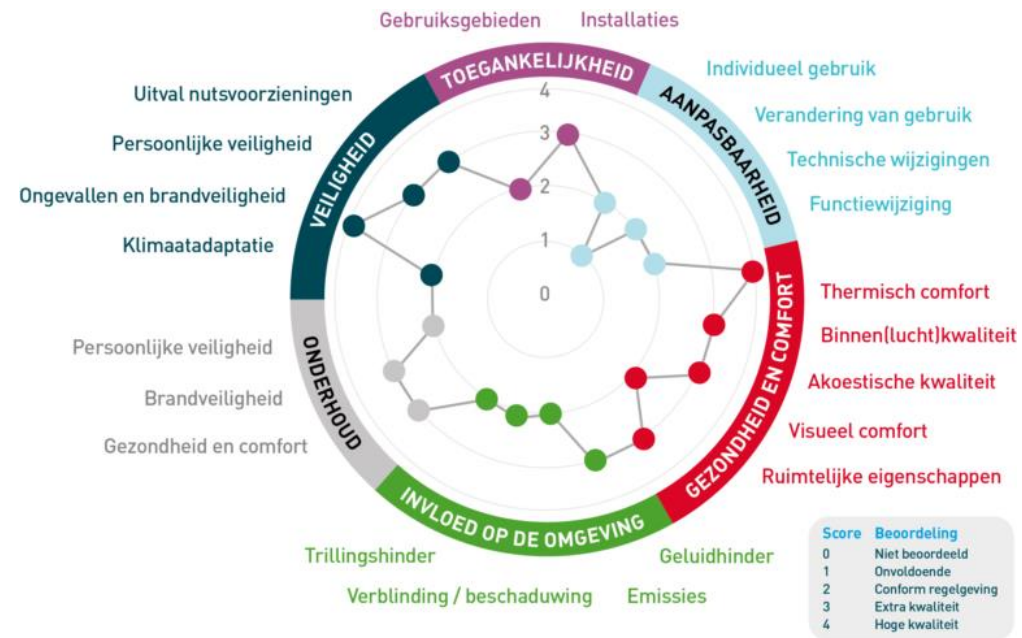 Gebruiksgebieden
Installaties
TOEGANKELIJKHEID
Individueel gebruik
AANPASBAARHEID
Verandering van gebruik
Technische wijzigingen
Functiewijziging
Uitval nutsvoorzieningen
Persoonlijke veiligheid
Ongevallen en brandveiligheid
Klimaatadaptatie
VEILIGHEID
4
3
2
1
0
Thermisch comfort
Binnen(lucht)kwaliteit
Akoestische kwaliteit
Visueel comfort
Ruimtelijke eigenschappen
GEZONDHEID EN COMFORT
Persoonlijke veiligheid
Brandveiligheid
Gezondheid en comfort
ONDERHOUD
INVLOED OP DE OMGEVING
Trillingshinder
Geluidhinder
Verblinding / beschaduwing
Emissies
Score Beoordeling
0 Niet beoordeeld
1 Onvoldoende
2 Conform regelgeving
3 Extra kwaliteit
4 Hoge kwaliteit